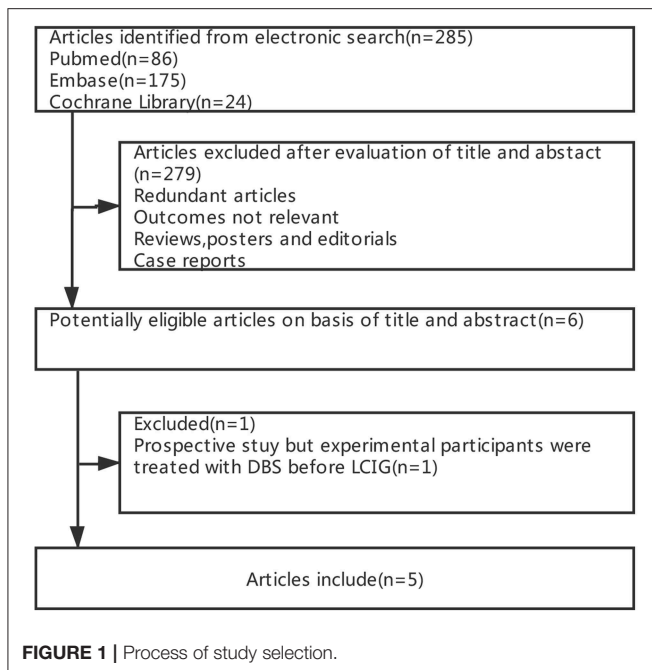 Articles identified from electronic search(n=285)
Pubmed(n=86)
Embase(n=175)
Cochrane Library(n=24)
Articles excluded after evaluation of title and abstact
(n=279)
Redundant articles
Outcomes not relevant
Reviews,posters and editorials
Case reports
Potentially eligible articles on basis of title and abstract(n=6)
Excluded(n=1)
Prospective stuy but experimental participants were
treated with DBS before LCIG(n=1)
Articles include(n=5)
FIGURE 1 | Process of study selection.